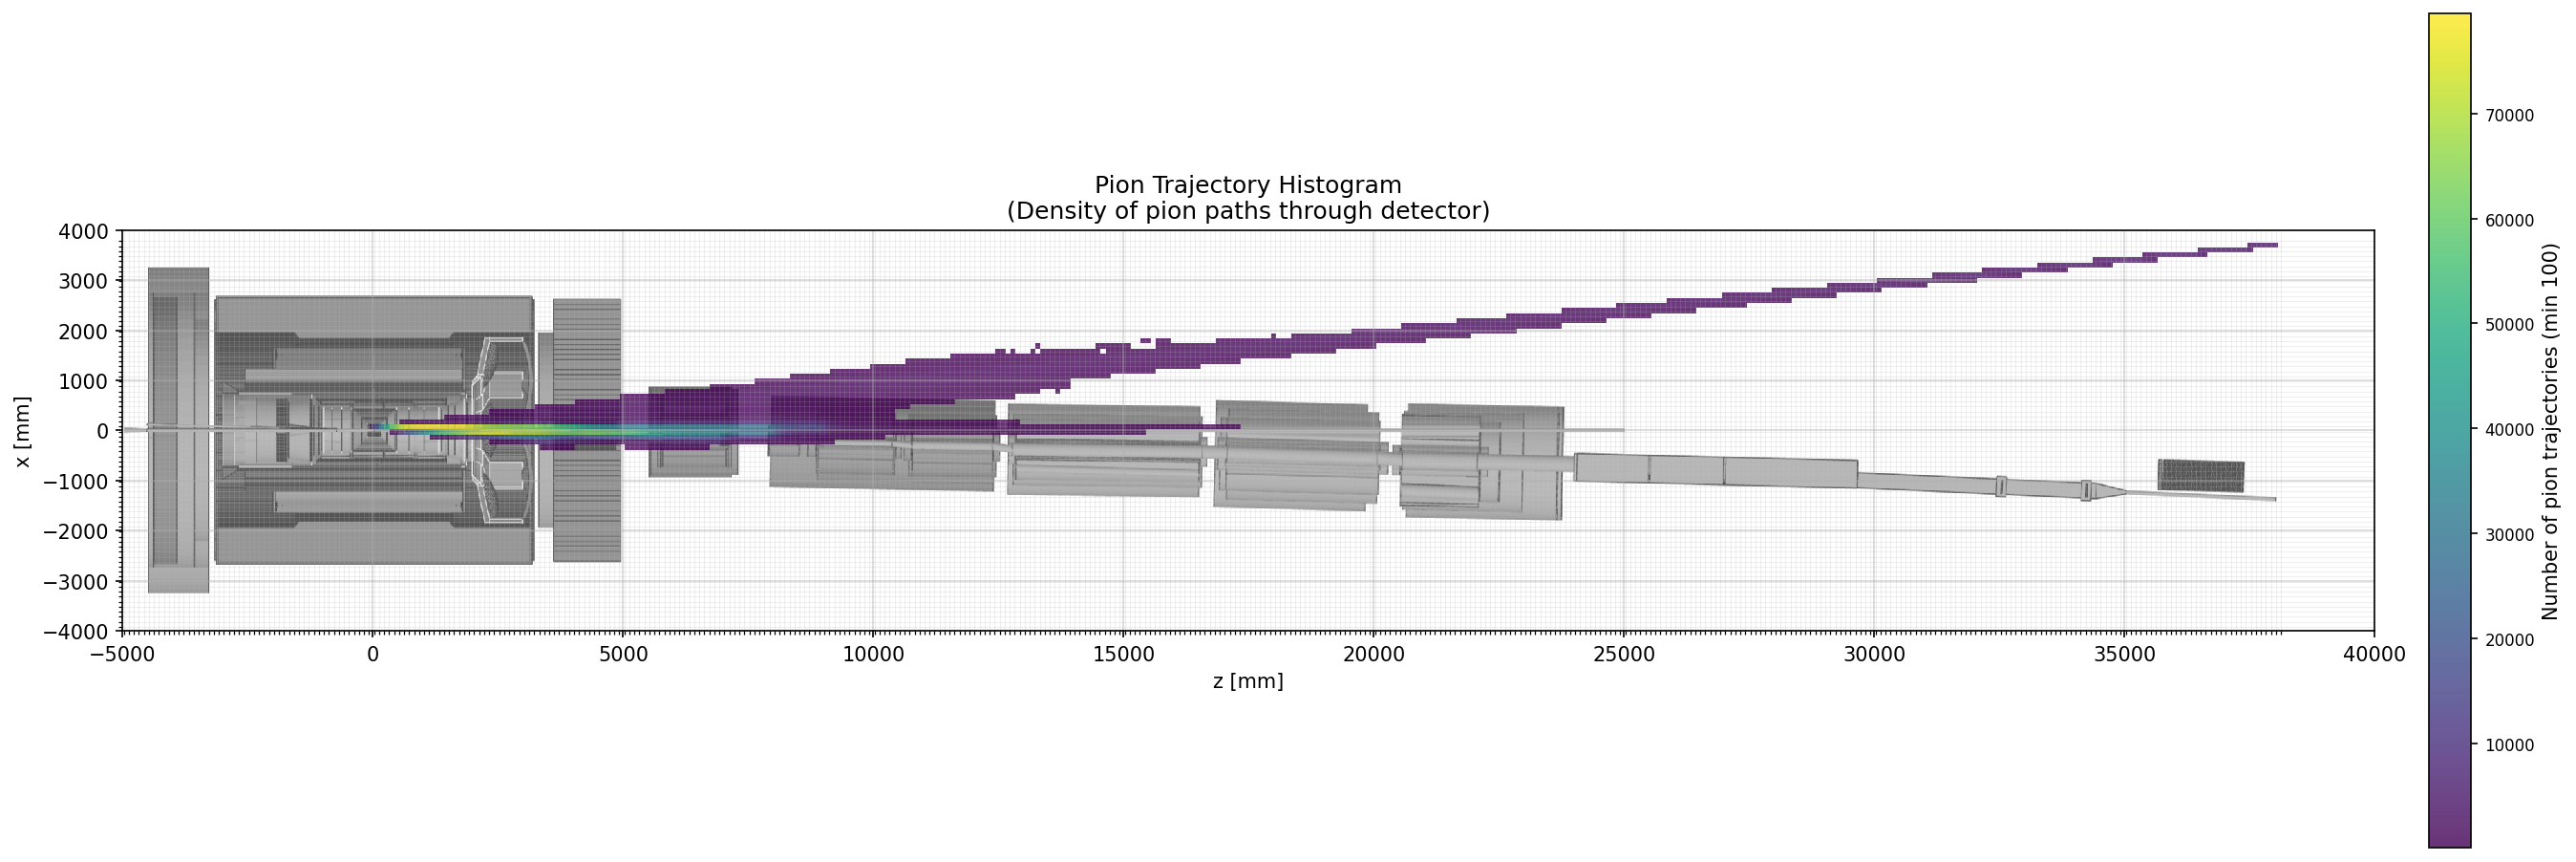 Pion Trajectory Histogram
(Density of pion paths through detector)
4000
3000
2000
1000
0
−1000
−2000
−3000
−4000
x [mm]
−5000 0 5000 10000 15000 20000 25000 30000 35000 40000
z [mm]
70000
60000
50000
40000
30000
20000
10000
Number of pion trajectories (min 100)